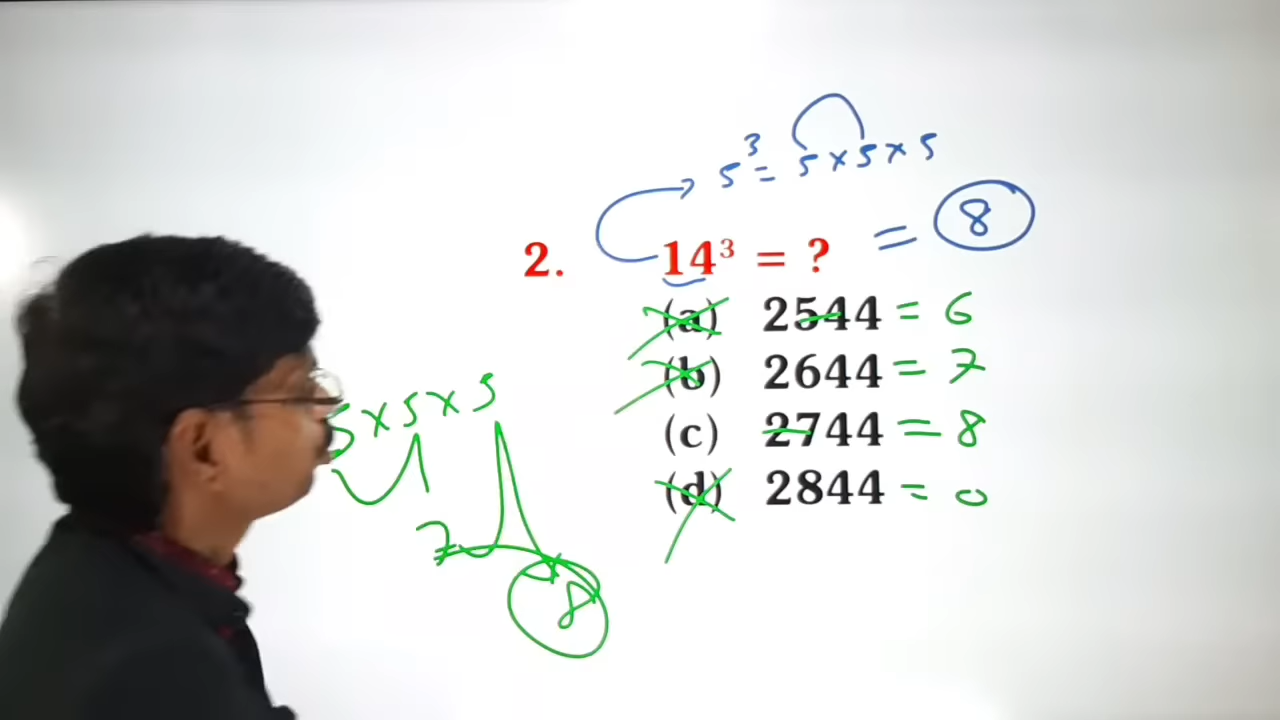 5³ = 5 × 5 × 5
2. 14³ = ? = 8
(a) 2544 = 6
(b) 2644 = 7
(c) 2744 = 8
(d) 2844 = 0
5 × 5 × 5
7
8